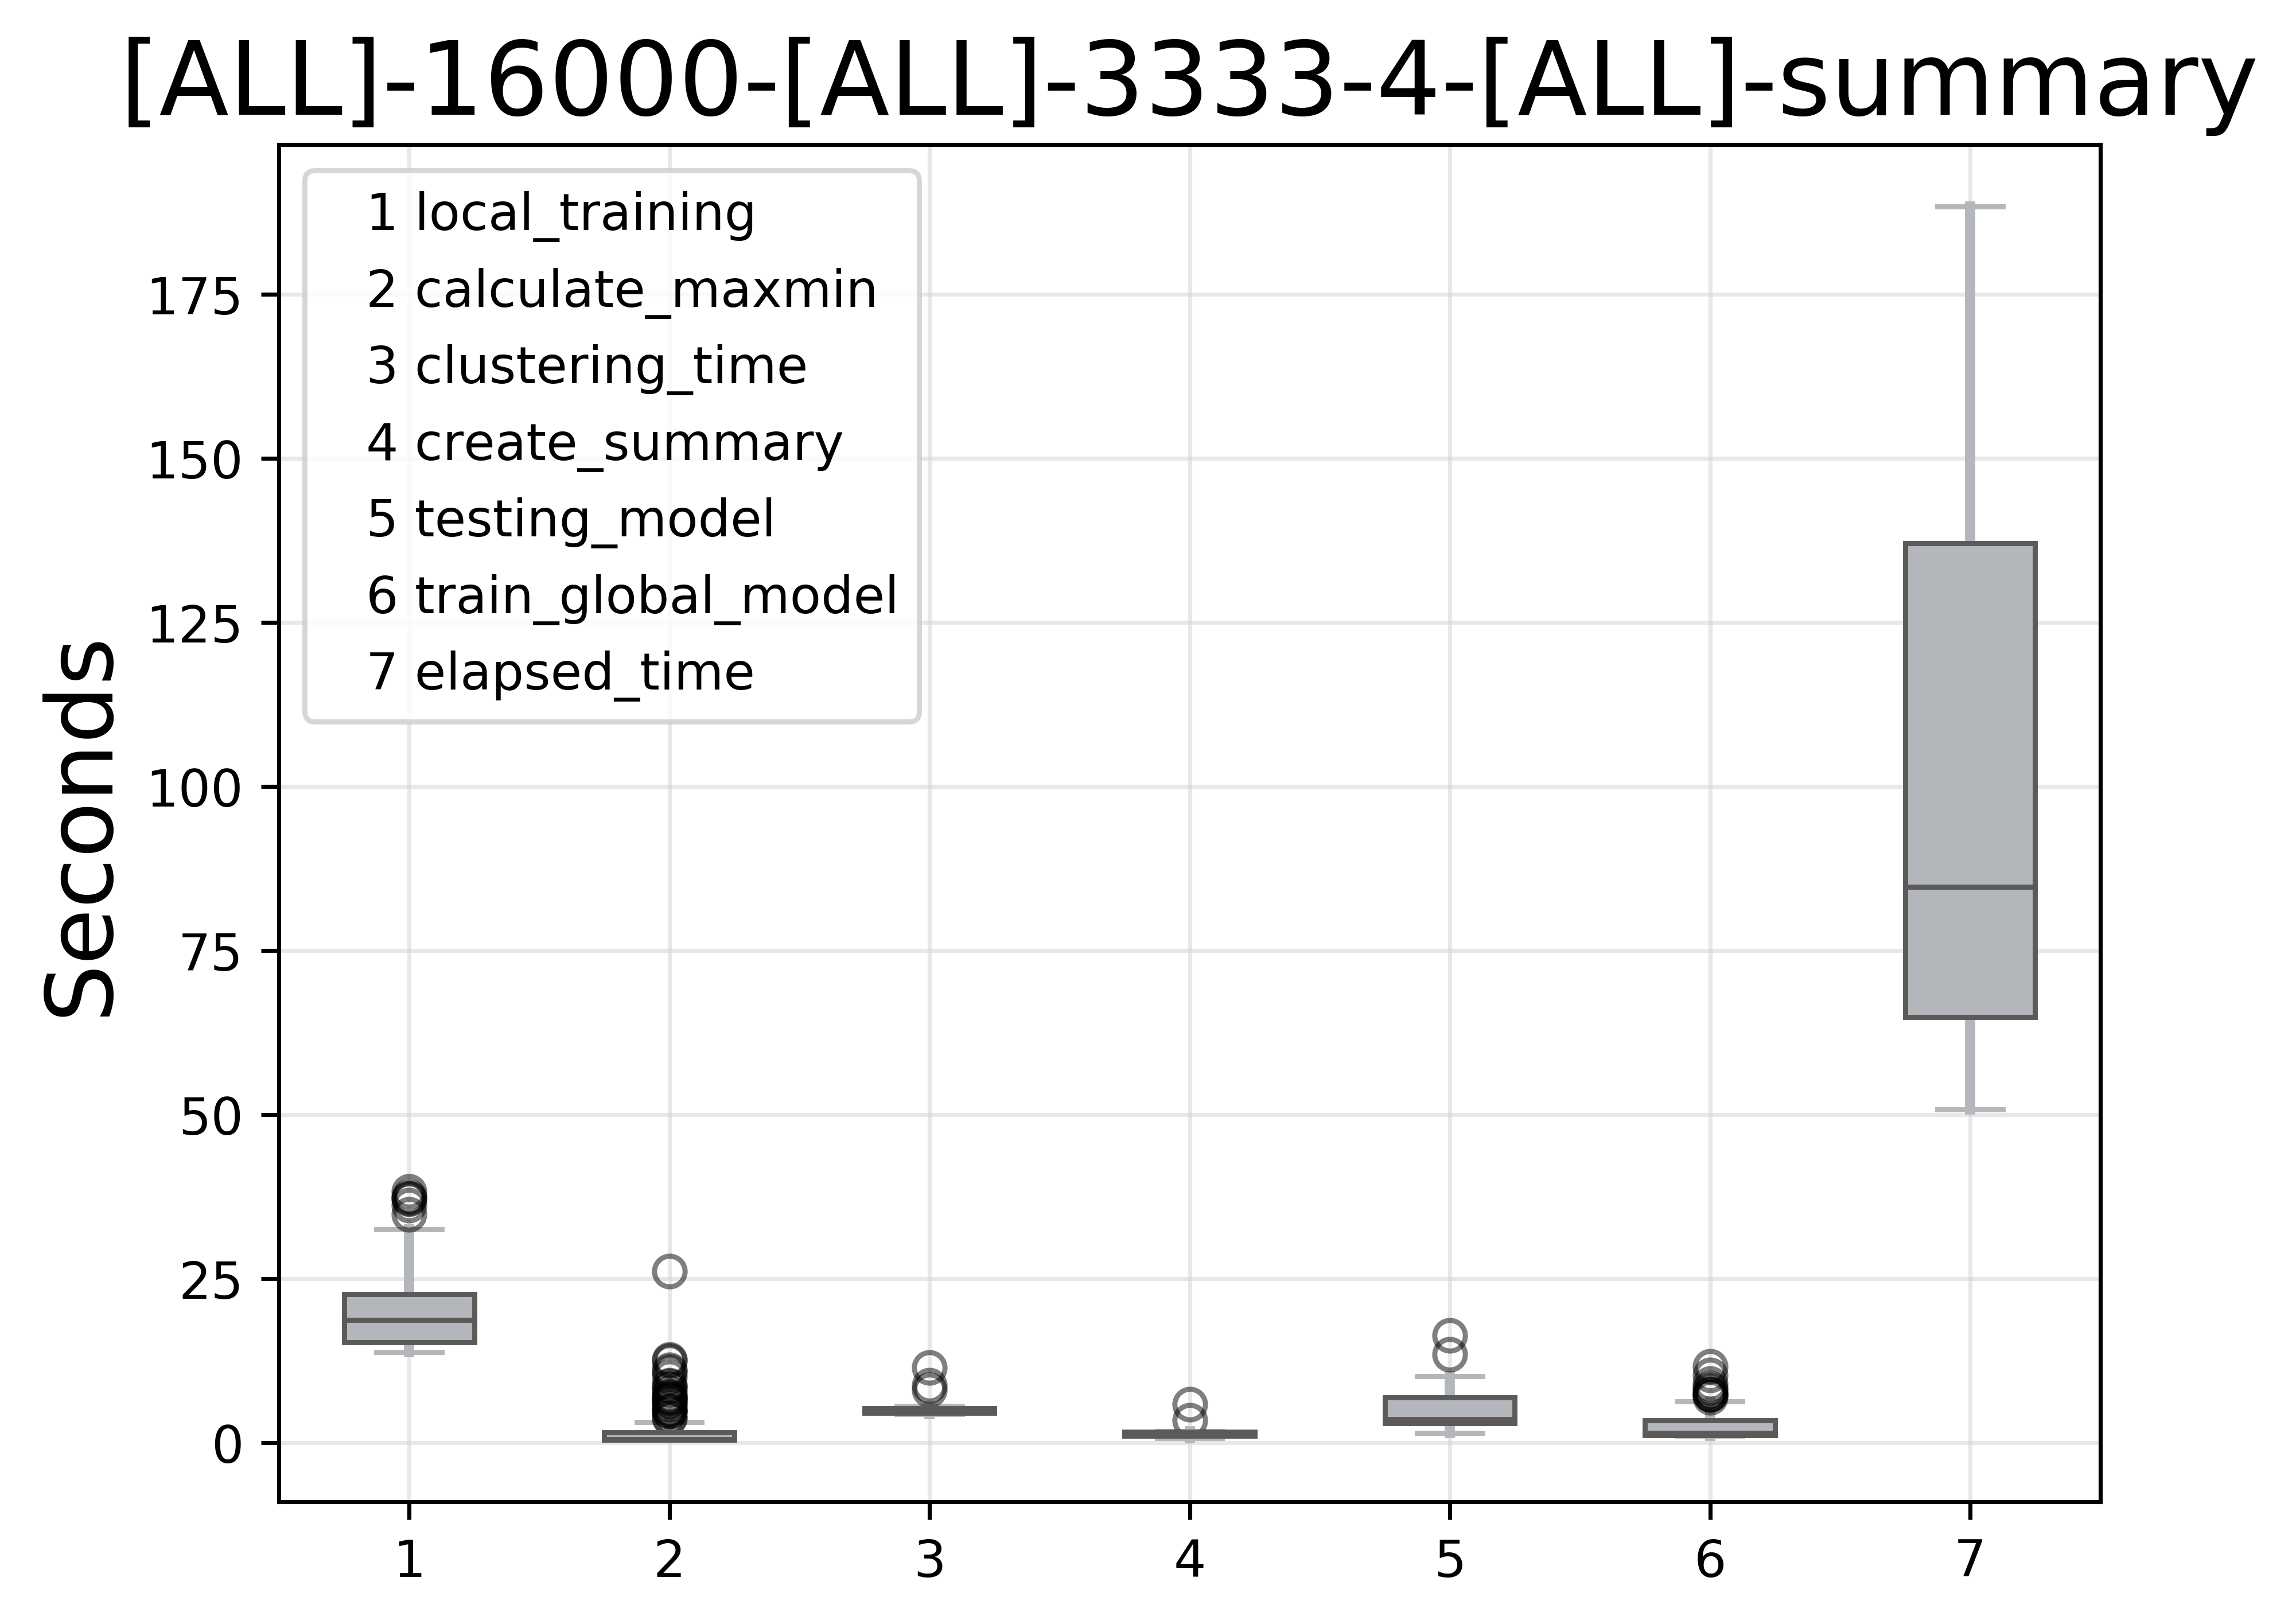 [ALL]-16000-[ALL]-3333-4-[ALL]-summary
1 local_training
2 calculate_maxmin
3 clustering_time
4 create_summary
5 testing_model
6 train_global_model
7 elapsed_time
Seconds
175
150
125
100
75
50
25
0
1 2 3 4 5 6 7